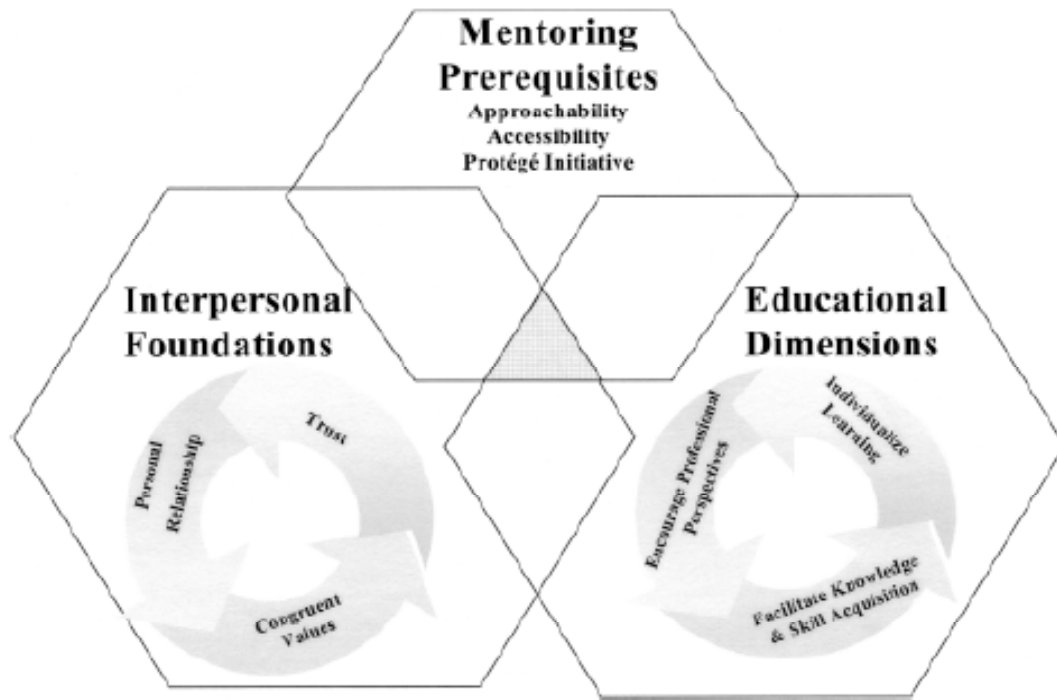 Mentoring
Prerequisites
Approachability
Accessibility
Protégé Initiative
Interpersonal
Foundations
Trust
Personal
Relationship
Congruent
Values
Educational
Dimensions
Individualize
Learning
Encourage Professional
Perspectives
Facilitate Knowledge
& Skill Acquisition